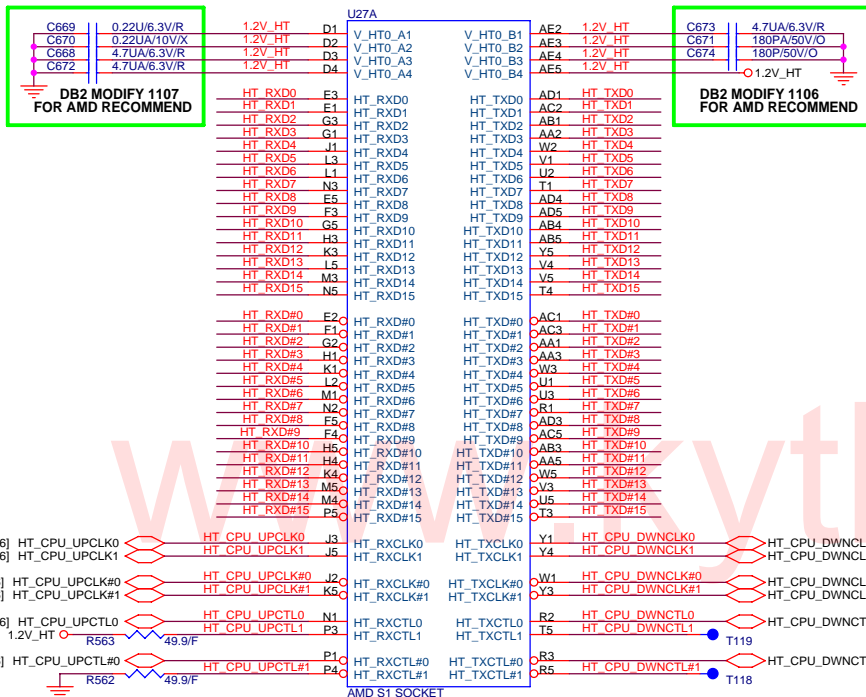 U27A
C669 0.22U/6.3V/R 1.2V_HT D1 V_HT0_A1 V_HT0_B1 AE2 1.2V_HT C673 4.7UA/6.3V/R
C670 0.22UA/10V/X 1.2V_HT D2 V_HT0_A2 V_HT0_B2 AE3 1.2V_HT C671 180PA/50V/O
C668 4.7UA/6.3V/R 1.2V_HT D3 V_HT0_A3 V_HT0_B3 AE4 1.2V_HT C674 180P/50V/O
C672 4.7UA/6.3V/R 1.2V_HT D4 V_HT0_A4 V_HT0_B4 AE5 1.2V_HT 1.2V_HT
DB2 MODIFY 1107
FOR AMD RECOMMEND
DB2 MODIFY 1106
FOR AMD RECOMMEND
HT_RXD0 E3 HT_RXD0 HT_TXD0 AD1 HT_TXD0
HT_RXD1 E1 HT_RXD1 HT_TXD1 AC2 HT_TXD1
HT_RXD2 G3 HT_RXD2 HT_TXD2 AB1 HT_TXD2
HT_RXD3 G1 HT_RXD3 HT_TXD3 AA2 HT_TXD3
HT_RXD4 J1 HT_RXD4 HT_TXD4 W2 HT_TXD4
HT_RXD5 L3 HT_RXD5 HT_TXD5 V1 HT_TXD5
HT_RXD6 L1 HT_RXD6 HT_TXD6 U2 HT_TXD6
HT_RXD7 N3 HT_RXD7 HT_TXD7 T1 HT_TXD7
HT_RXD8 E5 HT_RXD8 HT_TXD8 AD4 HT_TXD8
HT_RXD9 F3 HT_RXD9 HT_TXD9 AD5 HT_TXD9
HT_RXD10 G5 HT_RXD10 HT_TXD10 AB4 HT_TXD10
HT_RXD11 H3 HT_RXD11 HT_TXD11 AB5 HT_TXD11
HT_RXD12 K3 HT_RXD12 HT_TXD12 Y5 HT_TXD12
HT_RXD13 L5 HT_RXD13 HT_TXD13 V4 HT_TXD13
HT_RXD14 M3 HT_RXD14 HT_TXD14 V5 HT_TXD14
HT_RXD15 N5 HT_RXD15 HT_TXD15 T4 HT_TXD15
HT_RXD#0 E2 HT_RXD#0 HT_TXD#0 AC1 HT_TXD#0
HT_RXD#1 F1 HT_RXD#1 HT_TXD#1 AC3 HT_TXD#1
HT_RXD#2 G2 HT_RXD#2 HT_TXD#2 AA1 HT_TXD#2
HT_RXD#3 H1 HT_RXD#3 HT_TXD#3 AA3 HT_TXD#3
HT_RXD#4 K1 HT_RXD#4 HT_TXD#4 W3 HT_TXD#4
HT_RXD#5 L2 HT_RXD#5 HT_TXD#5 U1 HT_TXD#5
HT_RXD#6 M1 HT_RXD#6 HT_TXD#6 U3 HT_TXD#6
HT_RXD#7 N2 HT_RXD#7 HT_TXD#7 R1 HT_TXD#7
HT_RXD#8 F5 HT_RXD#8 HT_TXD#8 AD3 HT_TXD#8
HT_RXD#9 F4 HT_RXD#9 HT_TXD#9 AC5 HT_TXD#9
HT_RXD#10 H5 HT_RXD#10 HT_TXD#10 AB3 HT_TXD#10
HT_RXD#11 H4 HT_RXD#11 HT_TXD#11 AA5 HT_TXD#11
HT_RXD#12 K4 HT_RXD#12 HT_TXD#12 W5 HT_TXD#12
HT_RXD#13 M5 HT_RXD#13 HT_TXD#13 V3 HT_TXD#13
HT_RXD#14 M4 HT_RXD#14 HT_TXD#14 U5 HT_TXD#14
HT_RXD#15 P5 HT_RXD#15 HT_TXD#15 T3 HT_TXD#15
www.kyt
6] HT_CPU_UPCLK0 HT_CPU_UPCLK0 J3 HT_RXCLK0 HT_TXCLK0 Y1 HT_CPU_DWNCLK0 HT_CPU_DWNCL
6] HT_CPU_UPCLK1 HT_CPU_UPCLK1 J5 HT_RXCLK1 HT_TXCLK1 Y4 HT_CPU_DWNCLK1 HT_CPU_DWNCL
] HT_CPU_UPCLK#0 HT_CPU_UPCLK#0 J2 HT_RXCLK#0 HT_TXCLK#0 W1 HT_CPU_DWNCLK#0 HT_CPU_DWNCL
] HT_CPU_UPCLK#1 HT_CPU_UPCLK#1 K5 HT_RXCLK#1 HT_TXCLK#1 Y3 HT_CPU_DWNCLK#1 HT_CPU_DWNCL
6] HT_CPU_UPCTL0 HT_CPU_UPCTL0 N1 HT_RXCTL0 HT_TXCTL0 R2 HT_CPU_DWNCTL0 HT_CPU_DWNCT
1.2V_HT R563 49.9/F HT_CPU_UPCTL1 P3 HT_RXCTL1 HT_TXCTL1 T5 HT_CPU_DWNCTL1 T119
] HT_CPU_UPCTL#0 P1 HT_RXCTL#0 HT_TXCTL#0 R3 HT_CPU_DWNCT
R562 49.9/F HT_CPU_UPCTL#1 P4 HT_RXCTL#1 HT_TXCTL#1 R5 HT_CPU_DWNCTL#1 T118
AMD S1 SOCKET